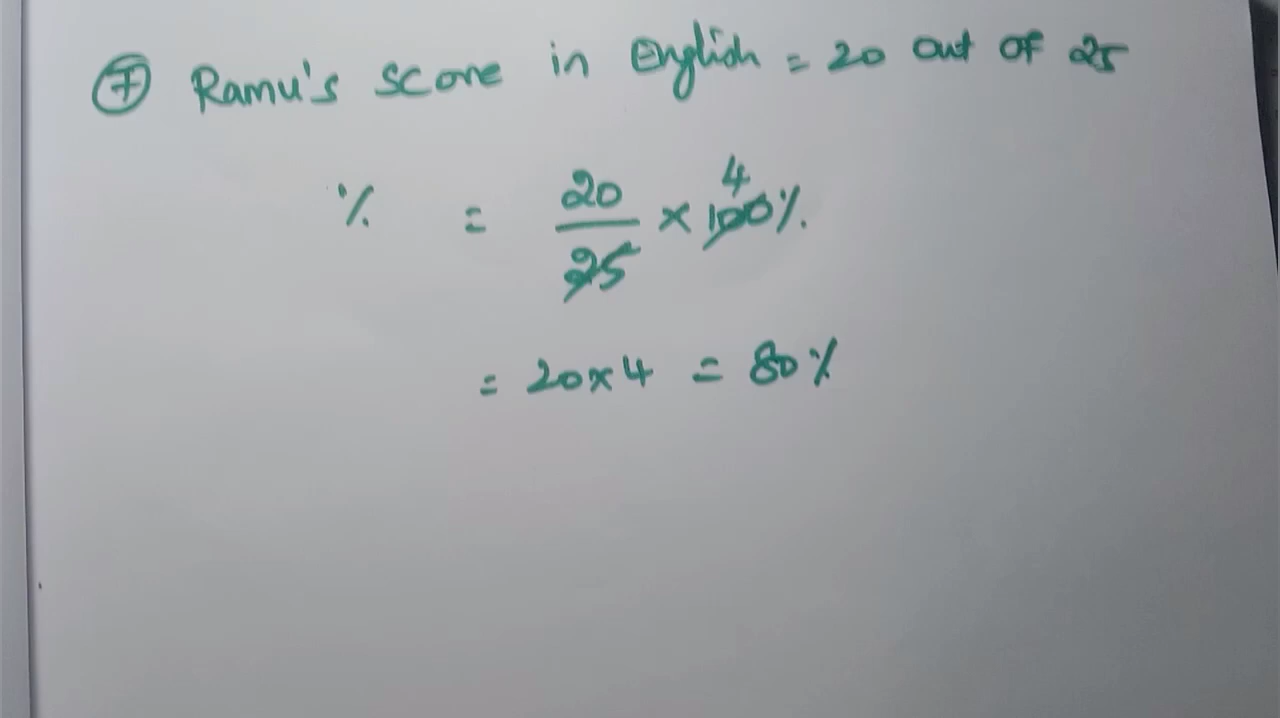 ⑦ Ramu's score in English = 20 out of 25
% = 20/25 × 100% 4
= 20×4 = 80%